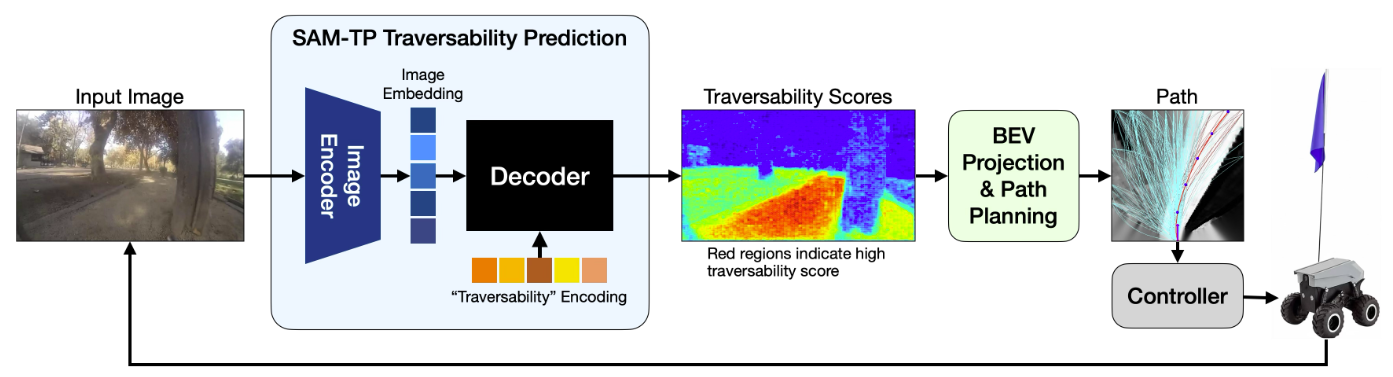 SAM-TP Traversability Prediction
Input Image
Image
Encoder
Image
Embedding
Decoder
"Traversability" Encoding
Traversability Scores
Red regions indicate high
traversability score
BEV
Projection
& Path
Planning
Path
Controller